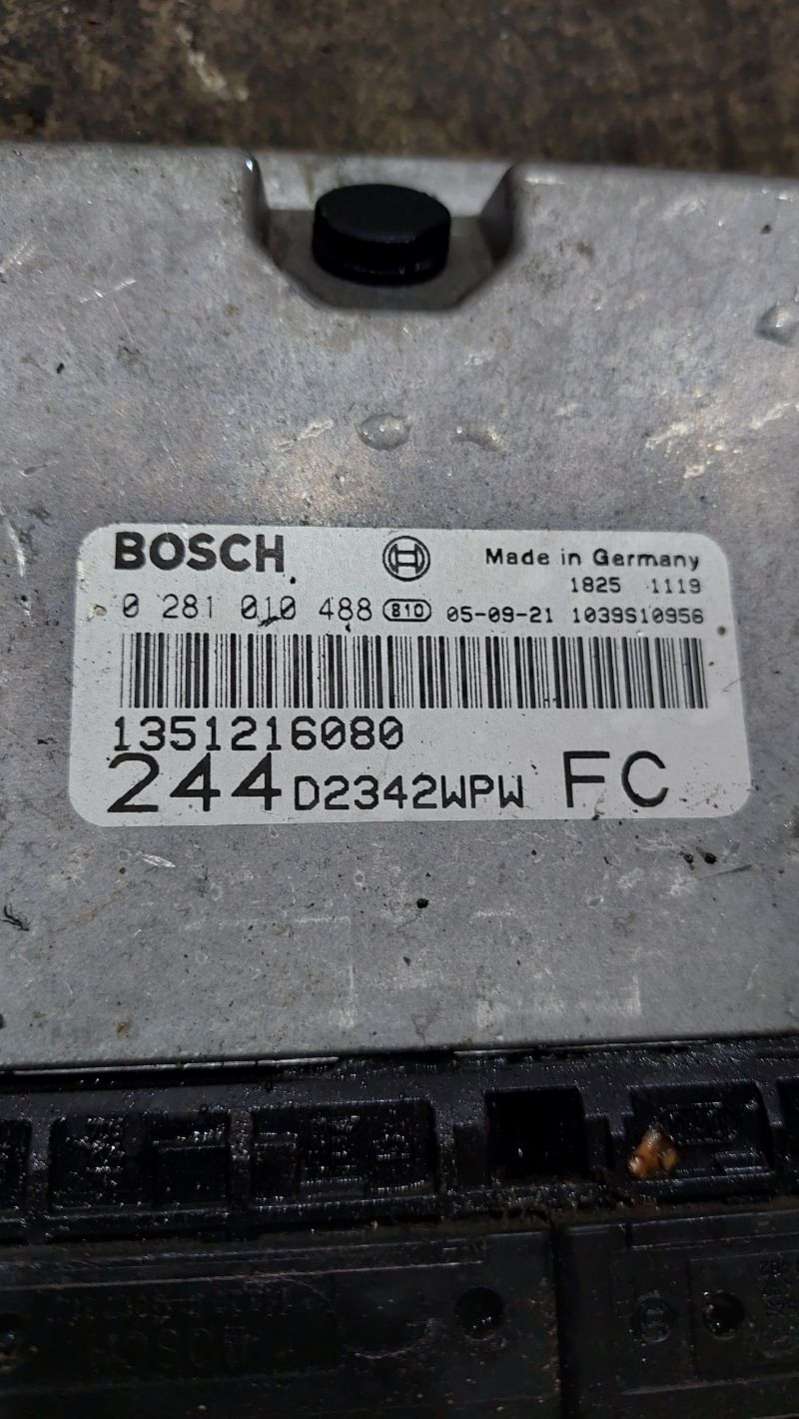 BOSCH Made in Germany
1825 1119
0 281 010 488 810 05-09-21 1039S10956
1351216080
244 D2342WPW FC